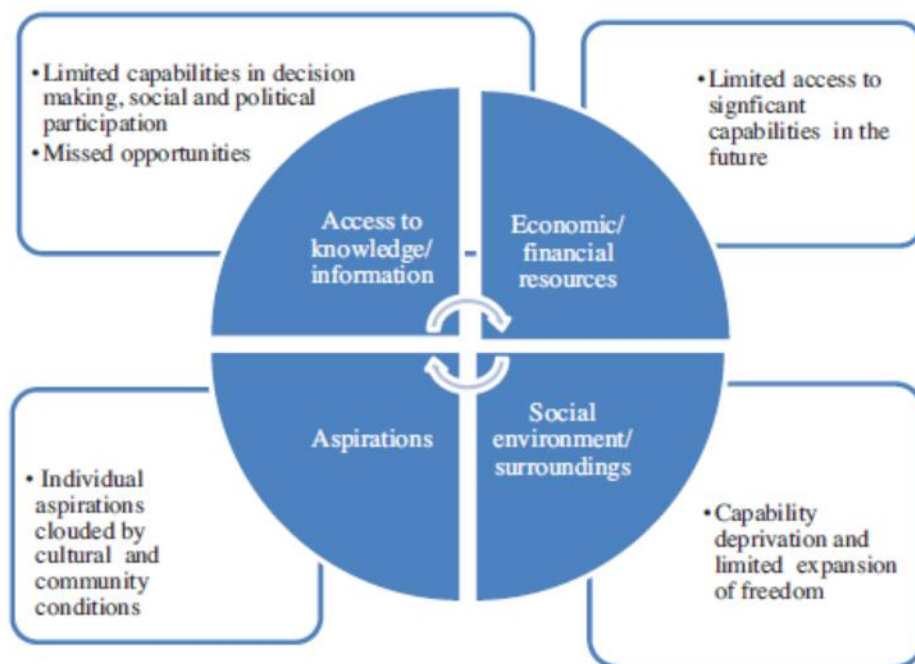 •Limited capabilities in decision
making, social and political
participation
•Missed opportunities
•Limited access to
signficant
capabilities in the
future
Access to
knowledge/
information
Economic/
financial
resources
Aspirations
Social
environment/
surroundings
• Individual
aspirations
clouded by
cultural and
community
conditions
•Capability
deprivation and
limited expansion
of freedom